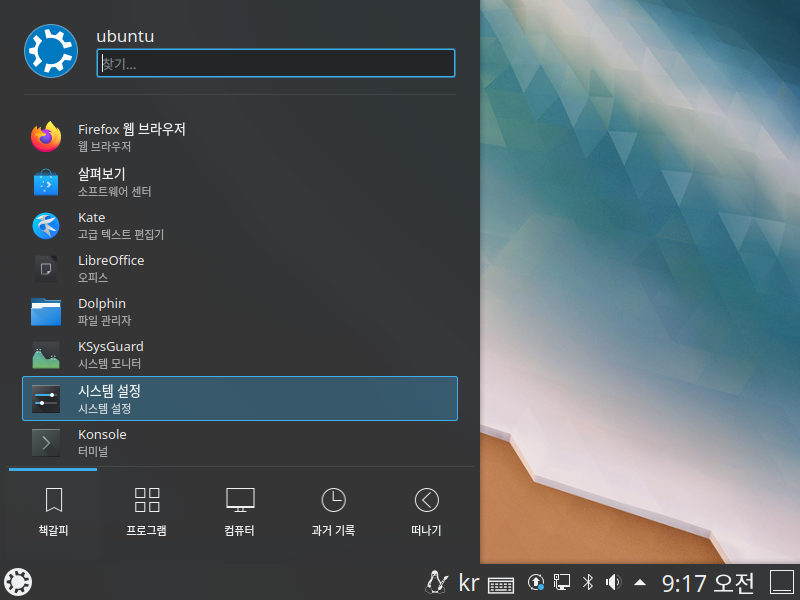 ubuntu
찾기...
Firefox 웹 브라우저
웹 브라우저
살펴보기
소프트웨어 센터
Kate
고급 텍스트 편집기
LibreOffice
오피스
Dolphin
파일 관리자
KSysGuard
시스템 모니터
시스템 설정
시스템 설정
Konsole
터미널
책갈피 프로그램 컴퓨터 과거 기록 떠나기
kr 9:17 오전